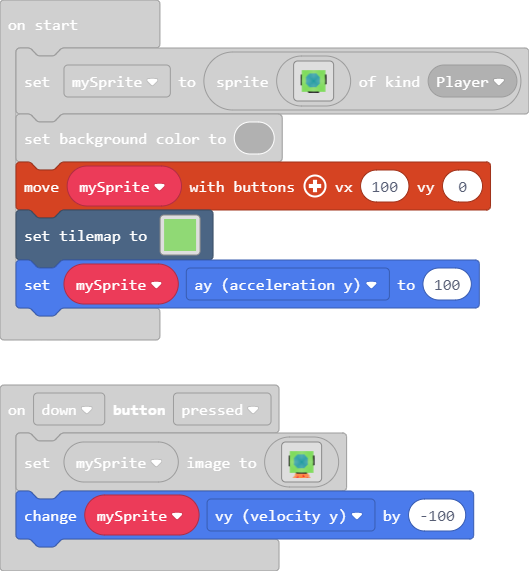 on start
set mySprite to sprite of kind Player
set background color to
move mySprite with buttons vx 100 vy 0
set tilemap to
set mySprite ay (acceleration y) to 100
on down button pressed
set mySprite image to
change mySprite vy (velocity y) by -100